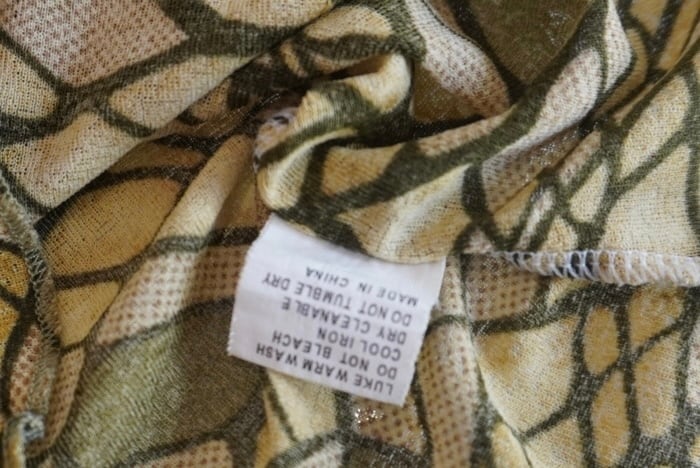 LUKE WARM WASH
DO NOT BLEACH
COOL IRON
DRY CLEANABLE
DO NOT TUMBLE DRY
MADE IN CHINA